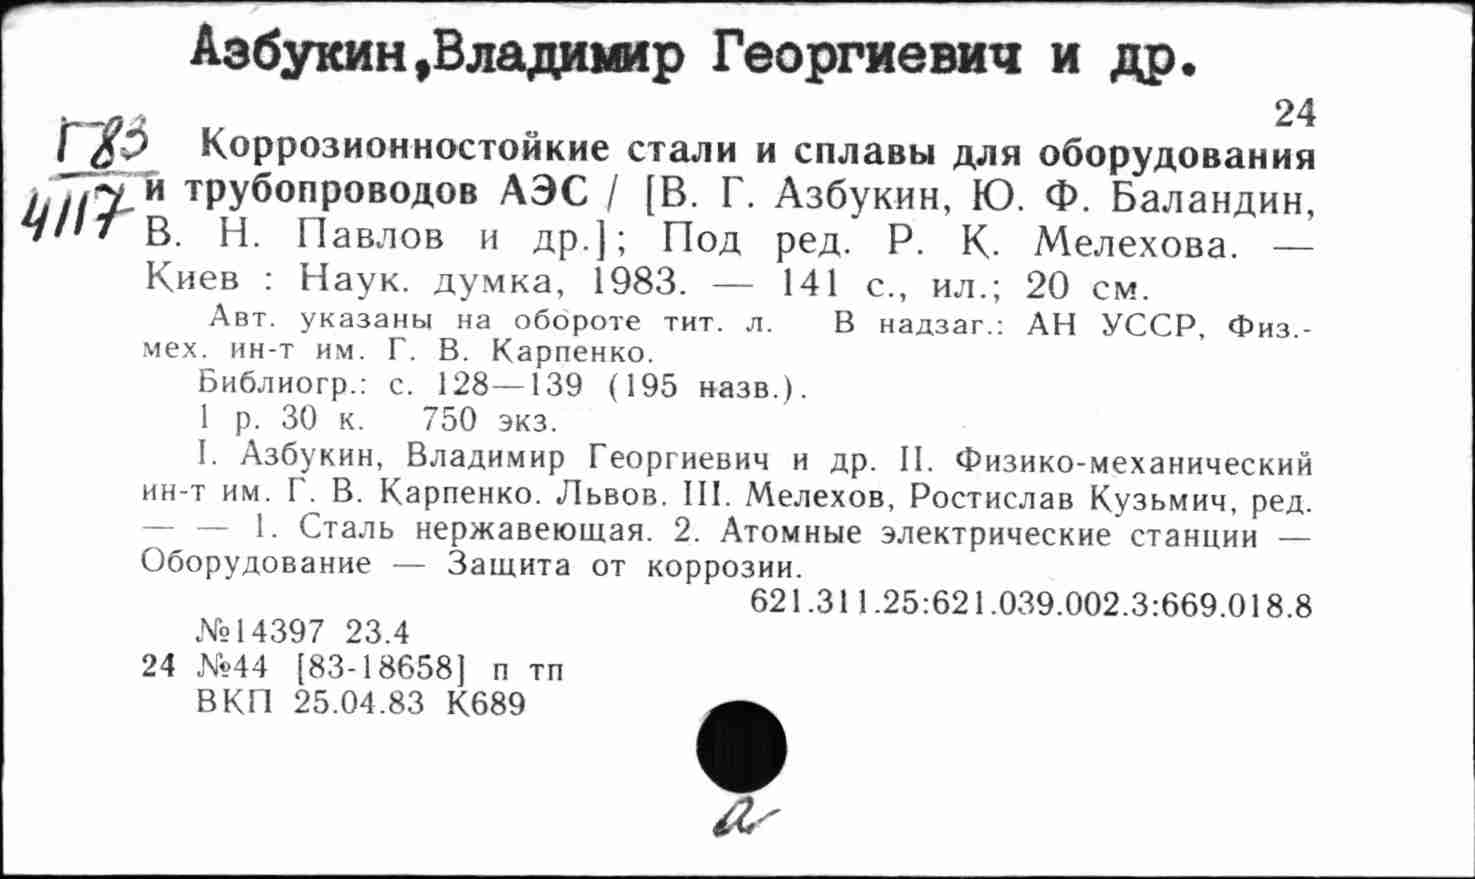 Азбукин,Владимир Георгиевич и др.
24
Г83
4117
Коррозионностойкие стали и сплавы для оборудования
и трубопроводов АЭС / [В. Г. Азбукин, Ю. Ф. Баландин,
В. Н. Павлов и др.]; Под ред. Р. К. Мелехова. —
Киев : Наук. думка, 1983. — 141 с., ил.; 20 см.
Авт. указаны на обороте тит. л. В надзаг.: АН УССР, Физ.-
мех. ин-т им. Г. В. Карпенко.
Библиогр.: с. 128—139 (195 назв.).
1 р. 30 к. 750 экз.
I. Азбукин, Владимир Георгиевич и др. II. Физико-механический
ин-т им. Г. В. Карпенко. Львов. III. Мелехов, Ростислав Кузьмич, ред.
— — 1. Сталь нержавеющая. 2. Атомные электрические станции —
Оборудование — Защита от коррозии.
621.311.25:621.039.002.3:669.018.8
№14397 23.4
24 №44 [83-18658] п тп
ВКП 25.04.83 К689